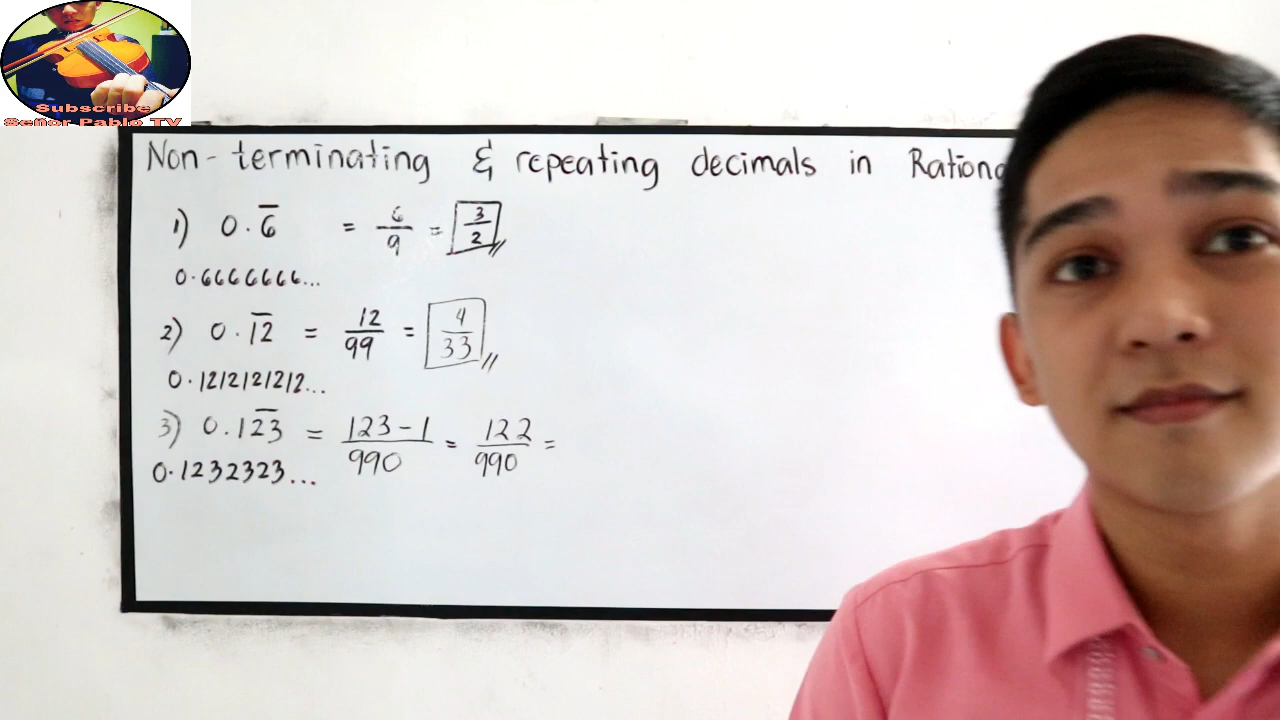 Subscribe
Señor Pablo TV
Non-terminating & repeating decimals in Rationa
1) 0.6̅ = 6/9 = 3/2
0.6666666...
2) 0.1̅2̅ = 12/99 = 4/33
0.1212121212...
3) 0.12̅3̅ = 123-1/990 = 122/990 =
0.1232323...